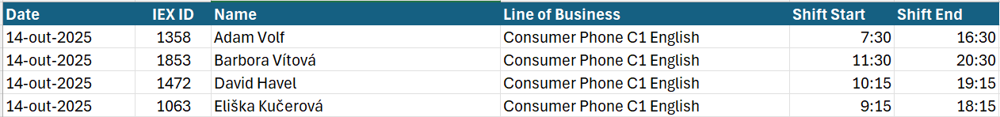 Date IEX ID Name Line of Business Shift Start Shift End
14-out-2025 1358 Adam Volf Consumer Phone C1 English 7:30 16:30
14-out-2025 1853 Barbora Vítová Consumer Phone C1 English 11:30 20:30
14-out-2025 1472 David Havel Consumer Phone C1 English 10:15 19:15
14-out-2025 1063 Eliška Kučerová Consumer Phone C1 English 9:15 18:15